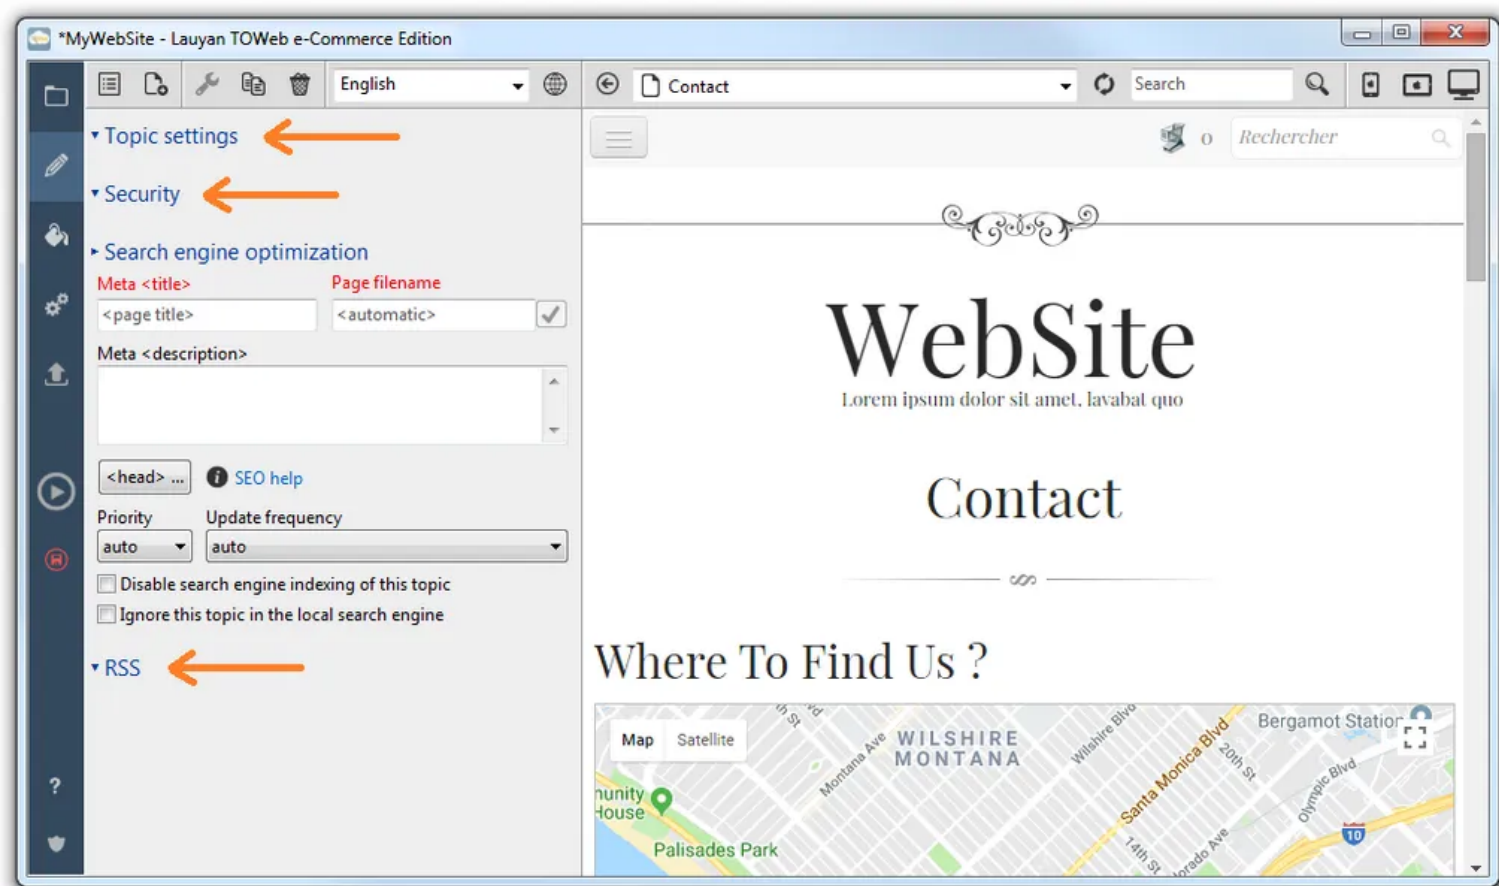 *MyWebSite - Lauyan TOWeb e-Commerce Edition
English
Contact
Search
Topic settings
Security
Search engine optimization
Meta <title>
Page filename
<page title>
<automatic>
Meta <description>
<head> ...
i
SEO help
Priority
Update frequency
auto
auto
Disable search engine indexing of this topic
Ignore this topic in the local search engine
RSS
?
0
Rechercher
WebSite
Lorem ipsum dolor sit amet, lavabat quo
Contact
Where To Find Us ?
Map
Satellite
WILSHIRE
MONTANA
Montana Ave
Wilshire Blvd
Santa Monica Blvd
20th St
Bergamot Station
Olympic Blvd
10
14th St
House
Palisades Park